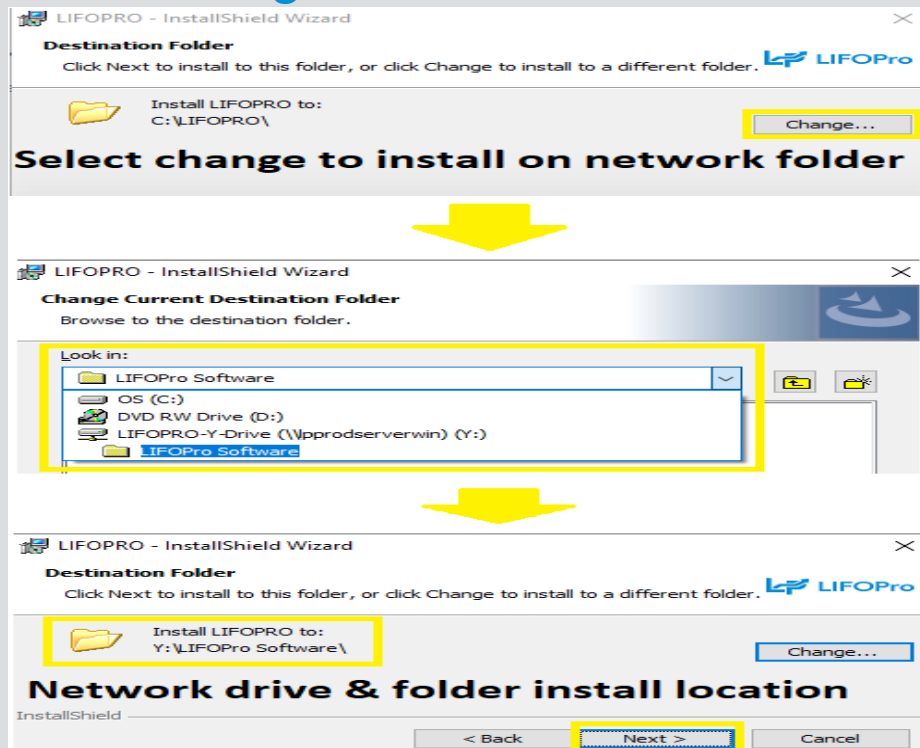 LIFOPRO - InstallShield Wizard
Destination Folder
Click Next to install to this folder, or click Change to install to a different folder.
LIFOPro
Install LIFOPRO to:
C:\LIFOPRO\
Change...
Select change to install on network folder
LIFOPRO - InstallShield Wizard
Change Current Destination Folder
Browse to the destination folder.
Look in:
LIFOPro Software
OS (C:)
DVD RW Drive (D:)
LIFOPRO-Y-Drive (\\lpprodserverwin) (Y:)
LIFOPro Software
LIFOPRO - InstallShield Wizard
Destination Folder
Click Next to install to this folder, or click Change to install to a different folder.
LIFOPro
Install LIFOPRO to:
Y:\LIFOPro Software\
Change...
Network drive & folder install location
InstallShield
< Back
Next >
Cancel